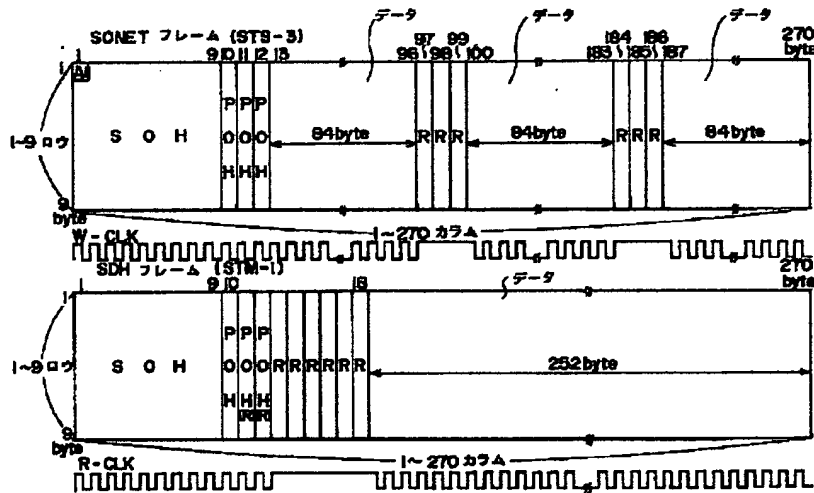 SONET フレーム (STS-3)
データ データ データ
97 99 184 186 270 byte
1 9 10 11 12 13 96 98 100 183 185 187
1
A1
1~9 ロウ
S O H
P P P
O O O
H H H
84byte
R R R
84byte
R R R
84byte
9 byte
1~270 カラム
W-CLK
SDH フレーム (STM-1)
データ
270 byte
1 9 10 18
1
1~9 ロウ
S O H
P P P
O O O
H H H
(R) (R)
R R R R R R
252byte
9 byte
1~270 カラム
R-CLK